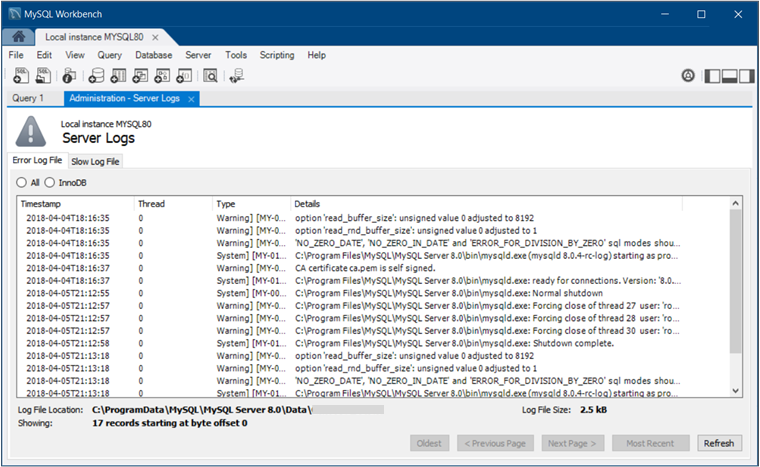 MySQL Workbench
Local instance MYSQL80
File Edit View Query Database Server Tools Scripting Help
Query 1 Administration - Server Logs
Local instance MYSQL80
Server Logs
Error Log File Slow Log File
All InnoDB
Timestamp Thread Type Details
2018-04-04T18:16:35 0 Warning] [MY-0... option 'read_buffer_size': unsigned value 0 adjusted to 8192
2018-04-04T18:16:35 0 Warning] [MY-0... option 'read_rnd_buffer_size': unsigned value 0 adjusted to 1
2018-04-04T18:16:35 0 Warning] [MY-0... 'NO_ZERO_DATE', 'NO_ZERO_IN_DATE' and 'ERROR_FOR_DIVISION_BY_ZERO' sql modes shou...
2018-04-04T18:16:35 0 System] [MY-01... C:\Program Files\MySQL\MySQL Server 8.0\bin\mysqld.exe (mysqld 8.0.4-rc-log) starting as pro...
2018-04-04T18:16:37 0 Warning] [MY-0... CA certificate ca.pem is self signed.
2018-04-04T18:16:37 0 System] [MY-01... C:\Program Files\MySQL\MySQL Server 8.0\bin\mysqld.exe: ready for connections. Version: '8.0...
2018-04-05T21:12:55 0 System] [MY-00... C:\Program Files\MySQL\MySQL Server 8.0\bin\mysqld.exe: Normal shutdown
2018-04-05T21:12:57 0 Warning] [MY-0... C:\Program Files\MySQL\MySQL Server 8.0\bin\mysqld.exe: Forcing close of thread 27 user: 'ro...
2018-04-05T21:12:57 0 Warning] [MY-0... C:\Program Files\MySQL\MySQL Server 8.0\bin\mysqld.exe: Forcing close of thread 28 user: 'ro...
2018-04-05T21:12:57 0 Warning] [MY-0... C:\Program Files\MySQL\MySQL Server 8.0\bin\mysqld.exe: Forcing close of thread 30 user: 'ro...
2018-04-05T21:12:58 0 System] [MY-01... C:\Program Files\MySQL\MySQL Server 8.0\bin\mysqld.exe: Shutdown complete.
2018-04-05T21:13:18 0 Warning] [MY-0... option 'read_buffer_size': unsigned value 0 adjusted to 8192
2018-04-05T21:13:18 0 Warning] [MY-0... option 'read_rnd_buffer_size': unsigned value 0 adjusted to 1
2018-04-05T21:13:18 0 Warning] [MY-0... 'NO_ZERO_DATE', 'NO_ZERO_IN_DATE' and 'ERROR_FOR_DIVISION_BY_ZERO' sql modes shou...
2018-04-05T21:13:18 0 System] [MY-01... C:\Program Files\MySQL\MySQL Server 8.0\bin\mysqld.exe (mysqld 8.0.4-rc-log) starting as pro...
Log File Location: C:\ProgramData\MySQL\MySQL Server 8.0\Data\ Log File Size: 2.5 kB
Showing: 17 records starting at byte offset 0
Oldest < Previous Page Next Page > Most Recent Refresh